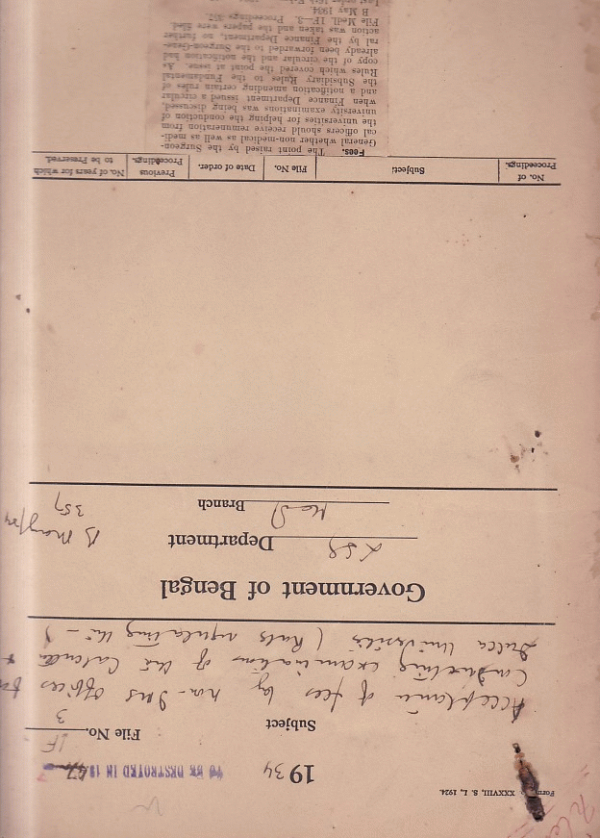 Form XXXVIII, S. I., 1924.
1934
TO BE DESTROYED IN 19
Subject
File No. 1F
3
Acceptance of fees by non-IMS officers for
Conducting examinations of the Calcutta &
Dacca Universities (Rules regulating the —)
Government of Bengal
LSG Department
Medl Branch
B May/34
357
No. of Proceedings.
Subject:
File No.
Date of order.
Previous Proceedings.
No. of years for which to be Preserved.
Fees. The point raised by the Surgeon-
General whether non-medical as well as medi-
cal officers should receive remuneration from
the universities for helping the conduction of
university examinations was being discussed,
when Finance Department issued a circular
and a notification amending certain rules of
the Subsidiary Rules to the Fundamental
Rules which covered the point at issue. As
copy of the circular and the notification had
already been forwarded to the Surgeon-Gene-
ral by the Finance Department, no further
action was taken and the papers were filed.
File Medl. 1F—3. Proceedings 357
B May 1934.